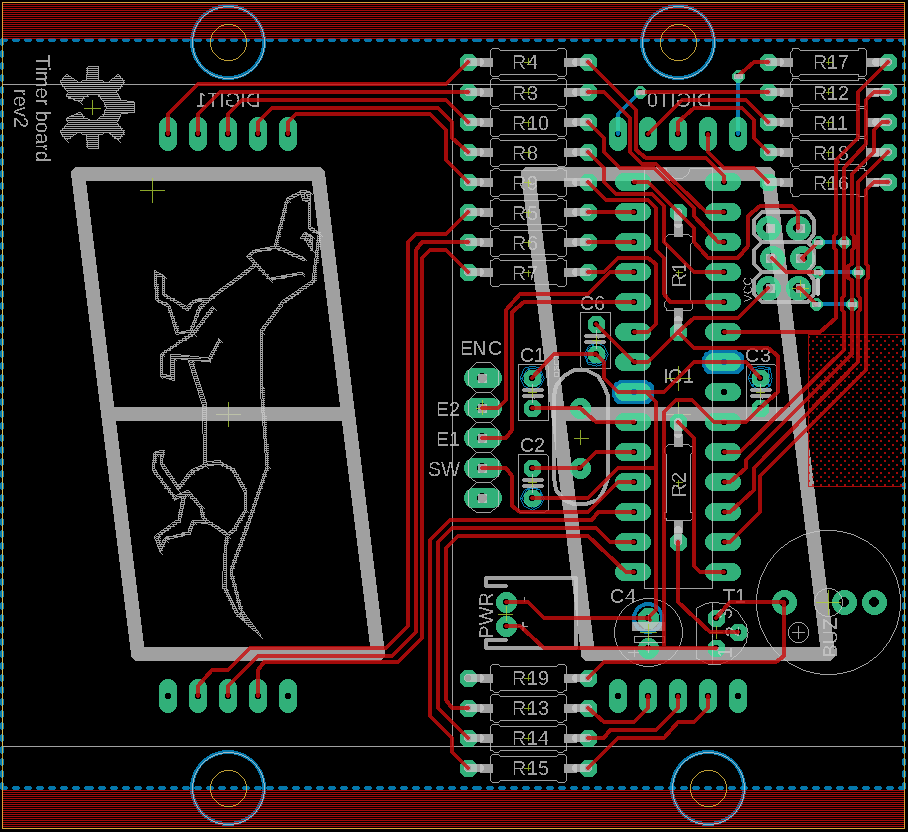 Timer board
rev2
DIGIT1
DIGIT0
R4
R3
R10
R8
R9
R5
R6
R7
R17
R12
R11
R18
R16
R1
VCC
C6
ENC
C1
C3
IC1
E2
E1
SW
C2
R2
PWR
C4
T1
BUZ
R19
R13
R14
R15